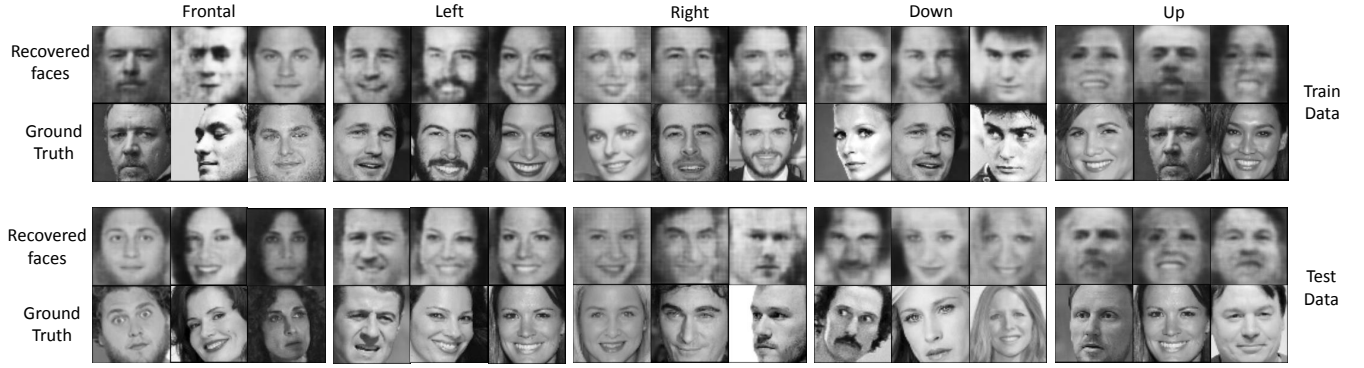 Frontal Left Right Down Up
Recovered
faces
Ground
Truth
Train
Data
Recovered
faces
Ground
Truth
Test
Data